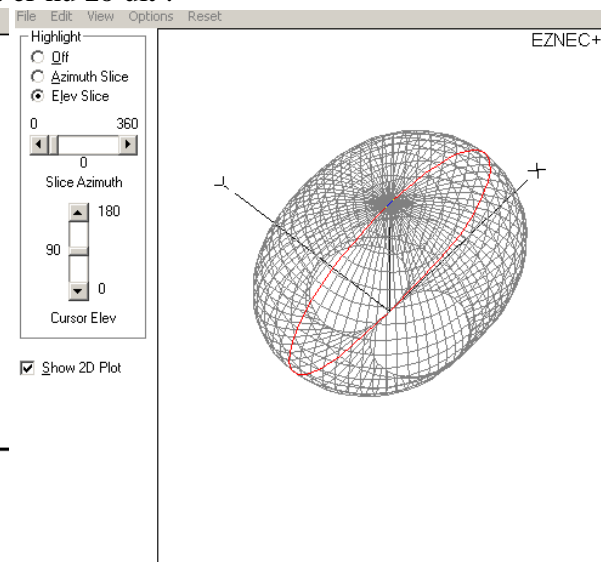 File Edit View Options Reset
EZNEC+
Highlight
Off
Azimuth Slice
Elev Slice
0 360
0
Slice Azimuth
180
90
0
Cursor Elev
Show 2D Plot
X